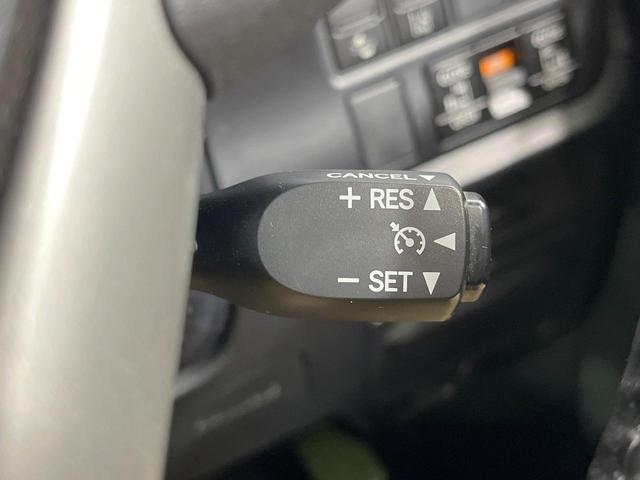 CANCEL ▼
+ RES ▲
◀
− SET ▼